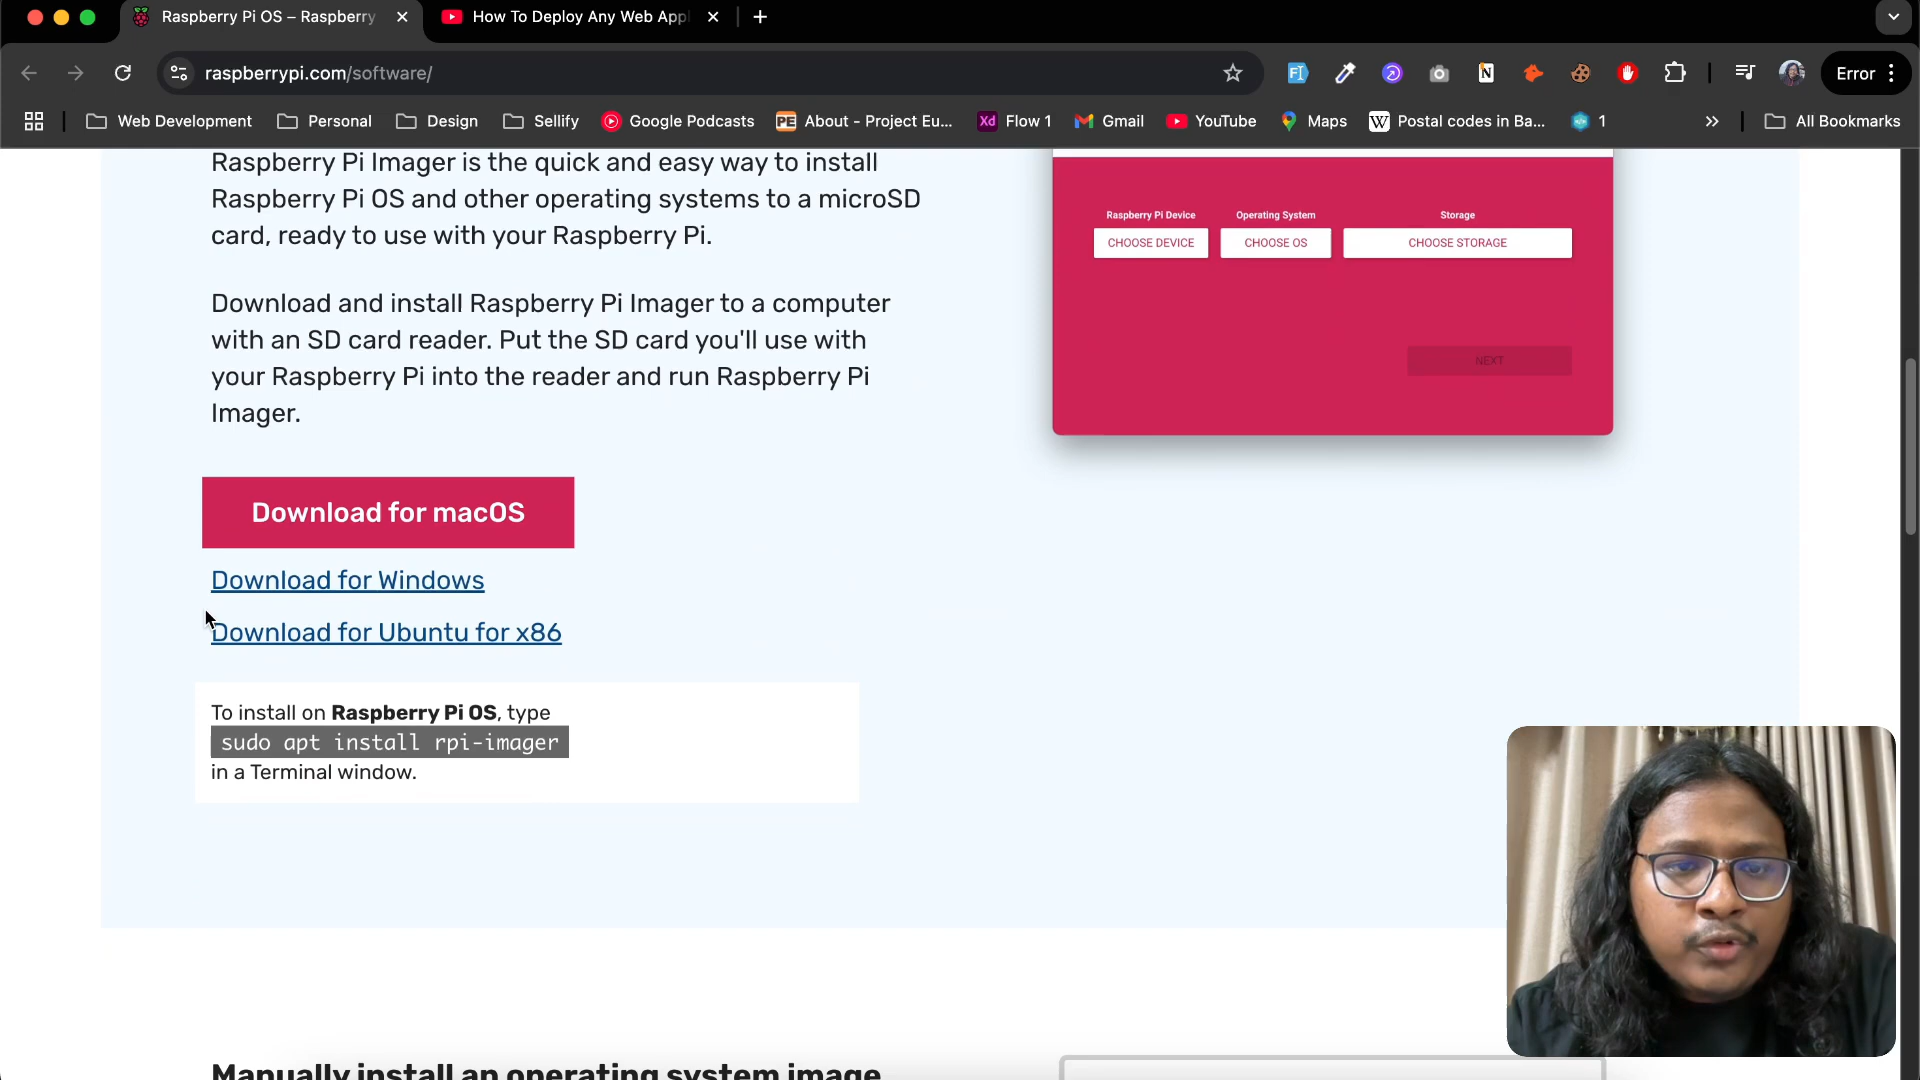 Raspberry Pi OS – Raspberry
How To Deploy Any Web App
raspberrypi.com/software/
Error
Web Development
Personal
Design
Sellify
Google Podcasts
About - Project Eu...
Flow 1
Gmail
YouTube
Maps
Postal codes in Ba...
1
All Bookmarks
Raspberry Pi Imager is the quick and easy way to install
Raspberry Pi OS and other operating systems to a microSD
card, ready to use with your Raspberry Pi.
Download and install Raspberry Pi Imager to a computer
with an SD card reader. Put the SD card you'll use with
your Raspberry Pi into the reader and run Raspberry Pi
Imager.
Download for macOS
Download for Windows
Download for Ubuntu for x86
To install on Raspberry Pi OS, type
sudo apt install rpi-imager
in a Terminal window.
Raspberry Pi Device Operating System Storage
CHOOSE DEVICE CHOOSE OS CHOOSE STORAGE
NEXT
Manually install an operating system image